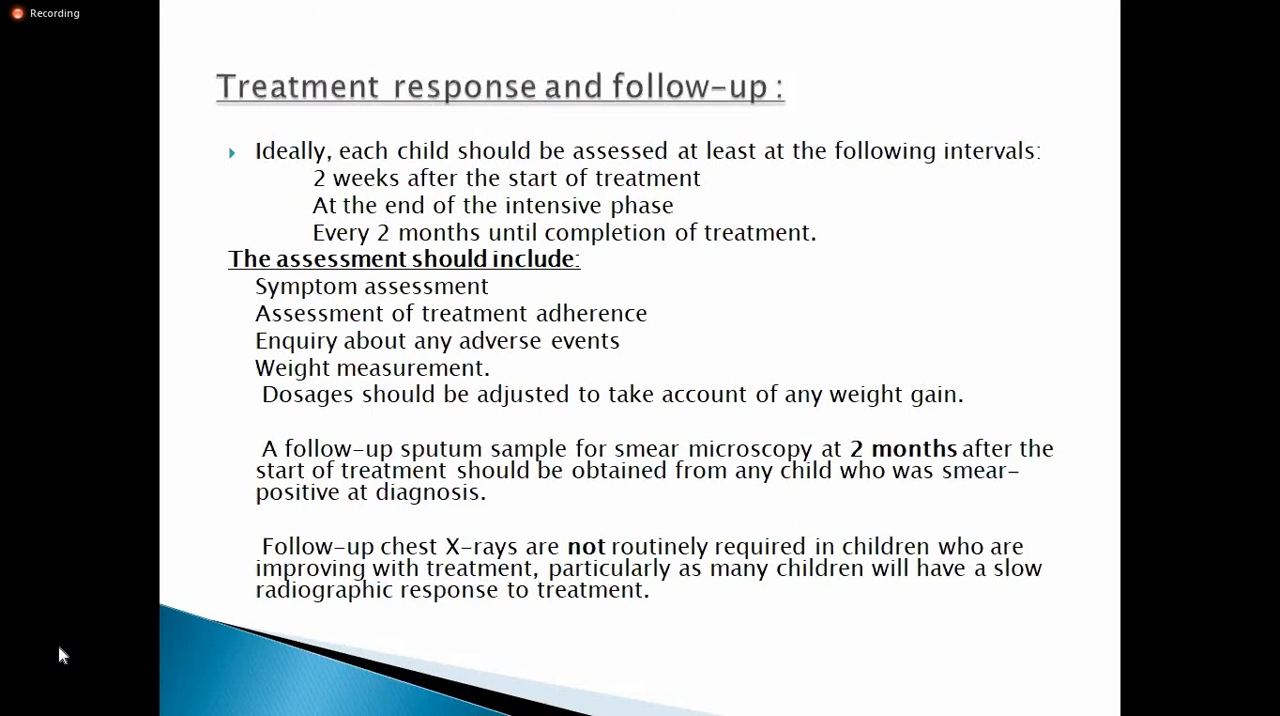 Recording
Treatment response and follow-up :
Ideally, each child should be assessed at least at the following intervals:
2 weeks after the start of treatment
At the end of the intensive phase
Every 2 months until completion of treatment.
The assessment should include:
Symptom assessment
Assessment of treatment adherence
Enquiry about any adverse events
Weight measurement.
Dosages should be adjusted to take account of any weight gain.
A follow-up sputum sample for smear microscopy at 2 months after the
start of treatment should be obtained from any child who was smear-
positive at diagnosis.
Follow-up chest X-rays are not routinely required in children who are
improving with treatment, particularly as many children will have a slow
radiographic response to treatment.